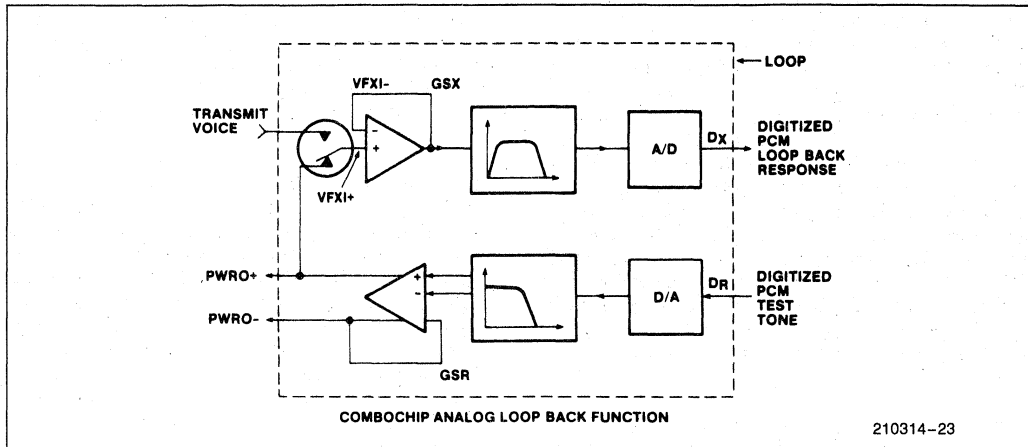 LOOP
VFXI-
GSX
TRANSMIT
VOICE
-
+
VFXI+
A/D
DX
DIGITIZED
PCM
LOOP BACK
RESPONSE
PWRO+
+
-
PWRO-
GSR
D/A
DR
DIGITIZED
PCM
TEST
TONE
COMBOCHIP ANALOG LOOP BACK FUNCTION
210314-23